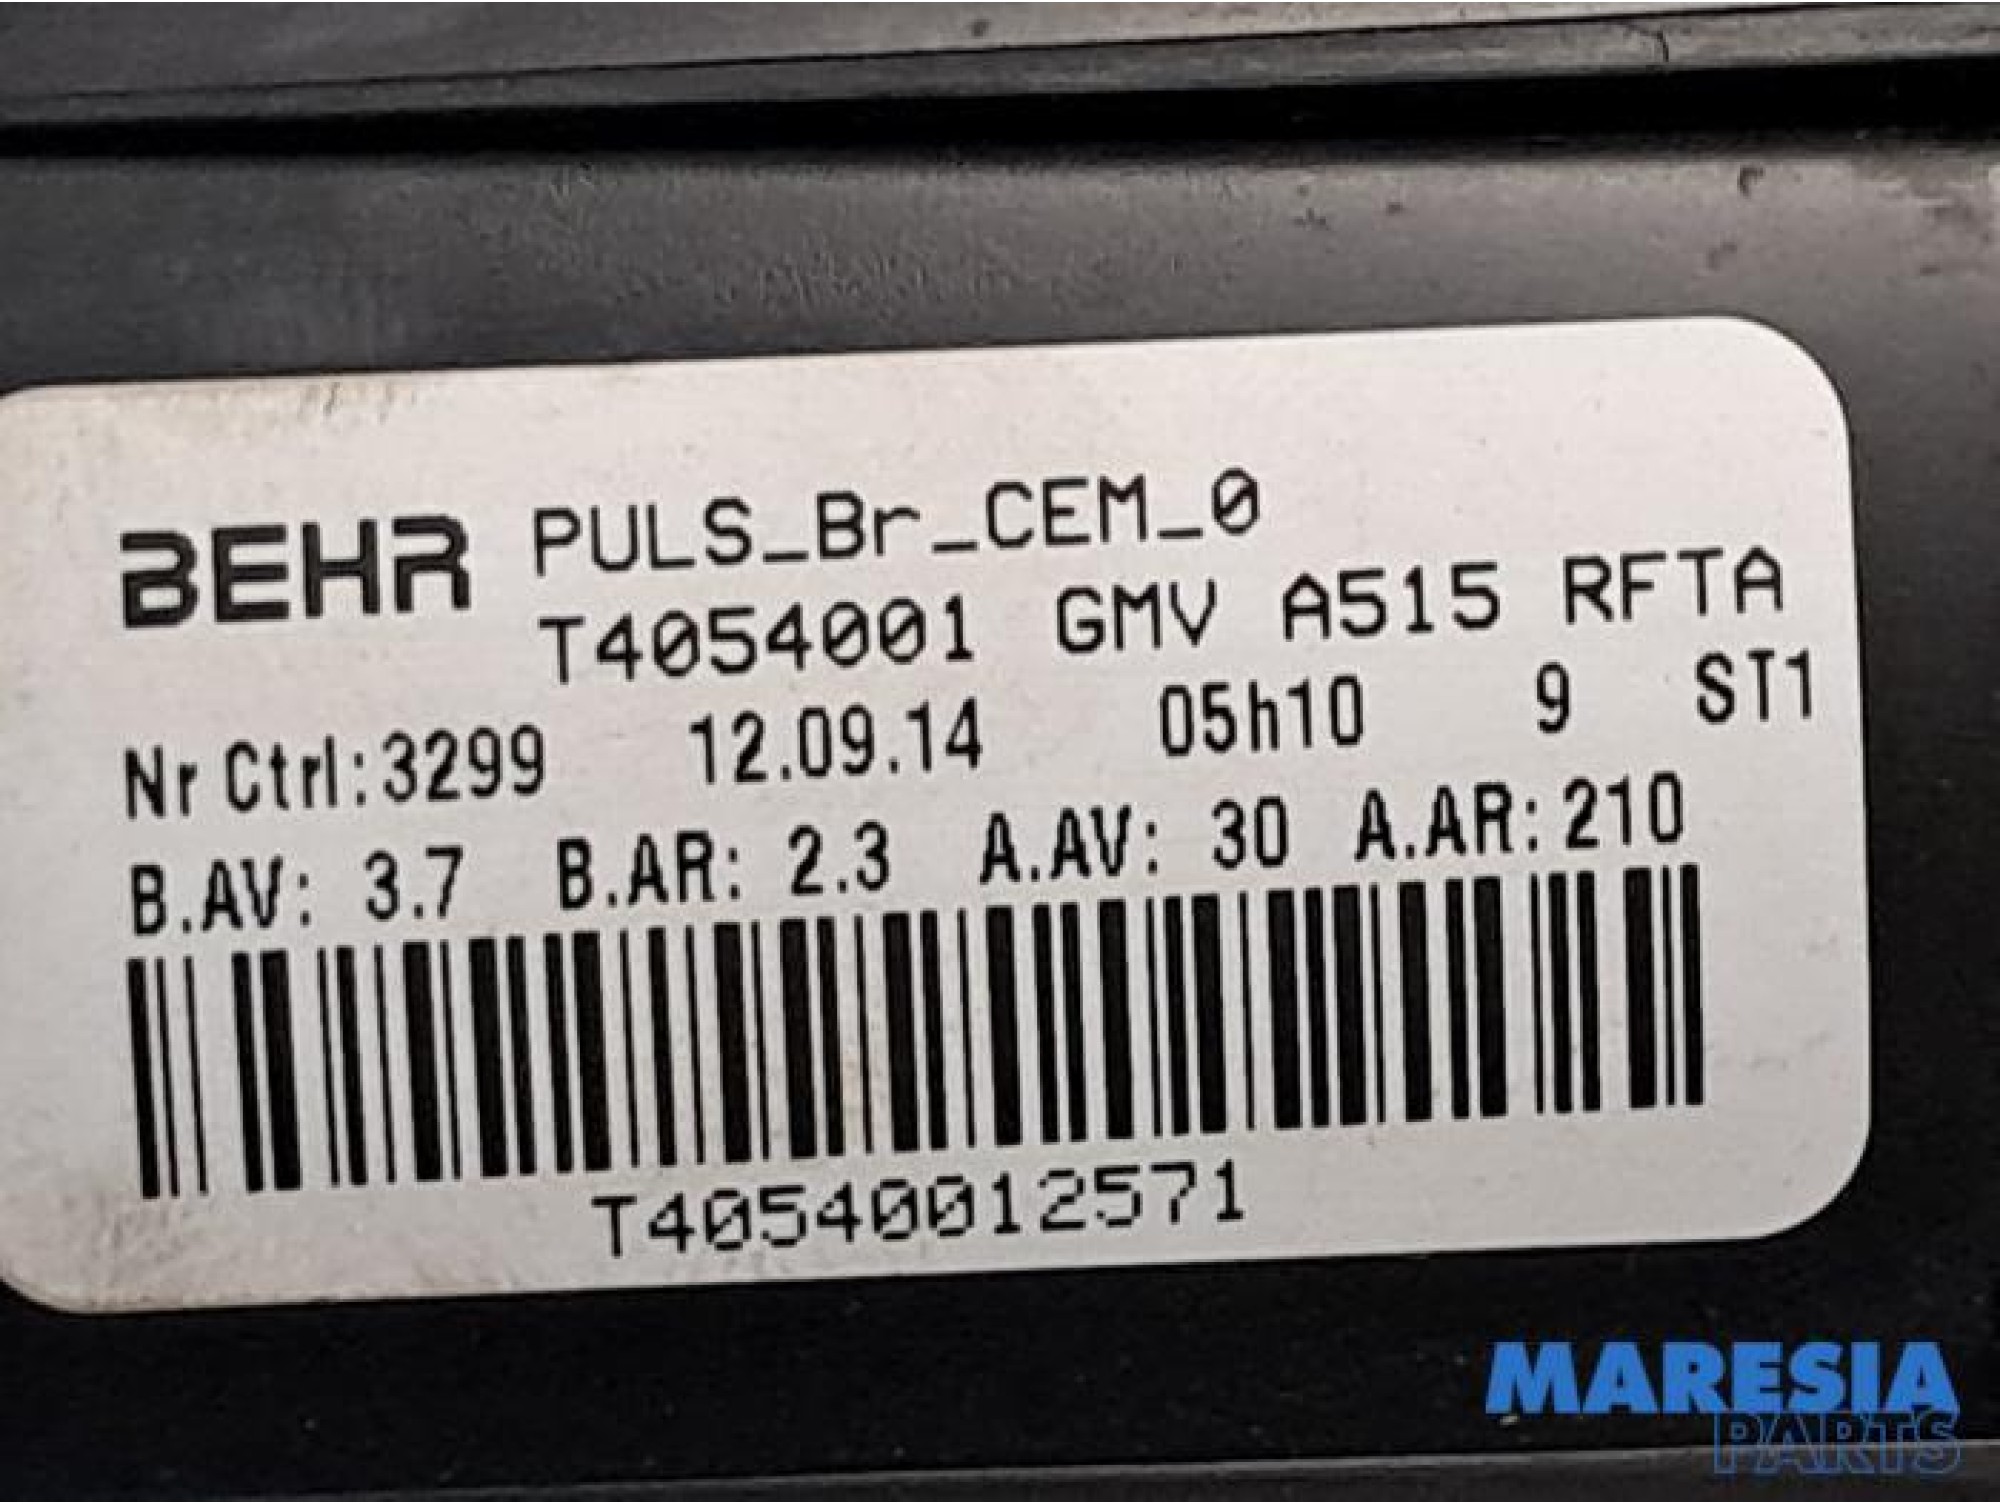 BEHR PULS_Br_CEM_0
T4054001 GMV A515 RFTA
Nr Ctrl:3299 12.09.14 05h10 9 ST1
B.AV: 3.7 B.AR: 2.3 A.AV: 30 A.AR:210
T40540012571
MARESIA
PARTS